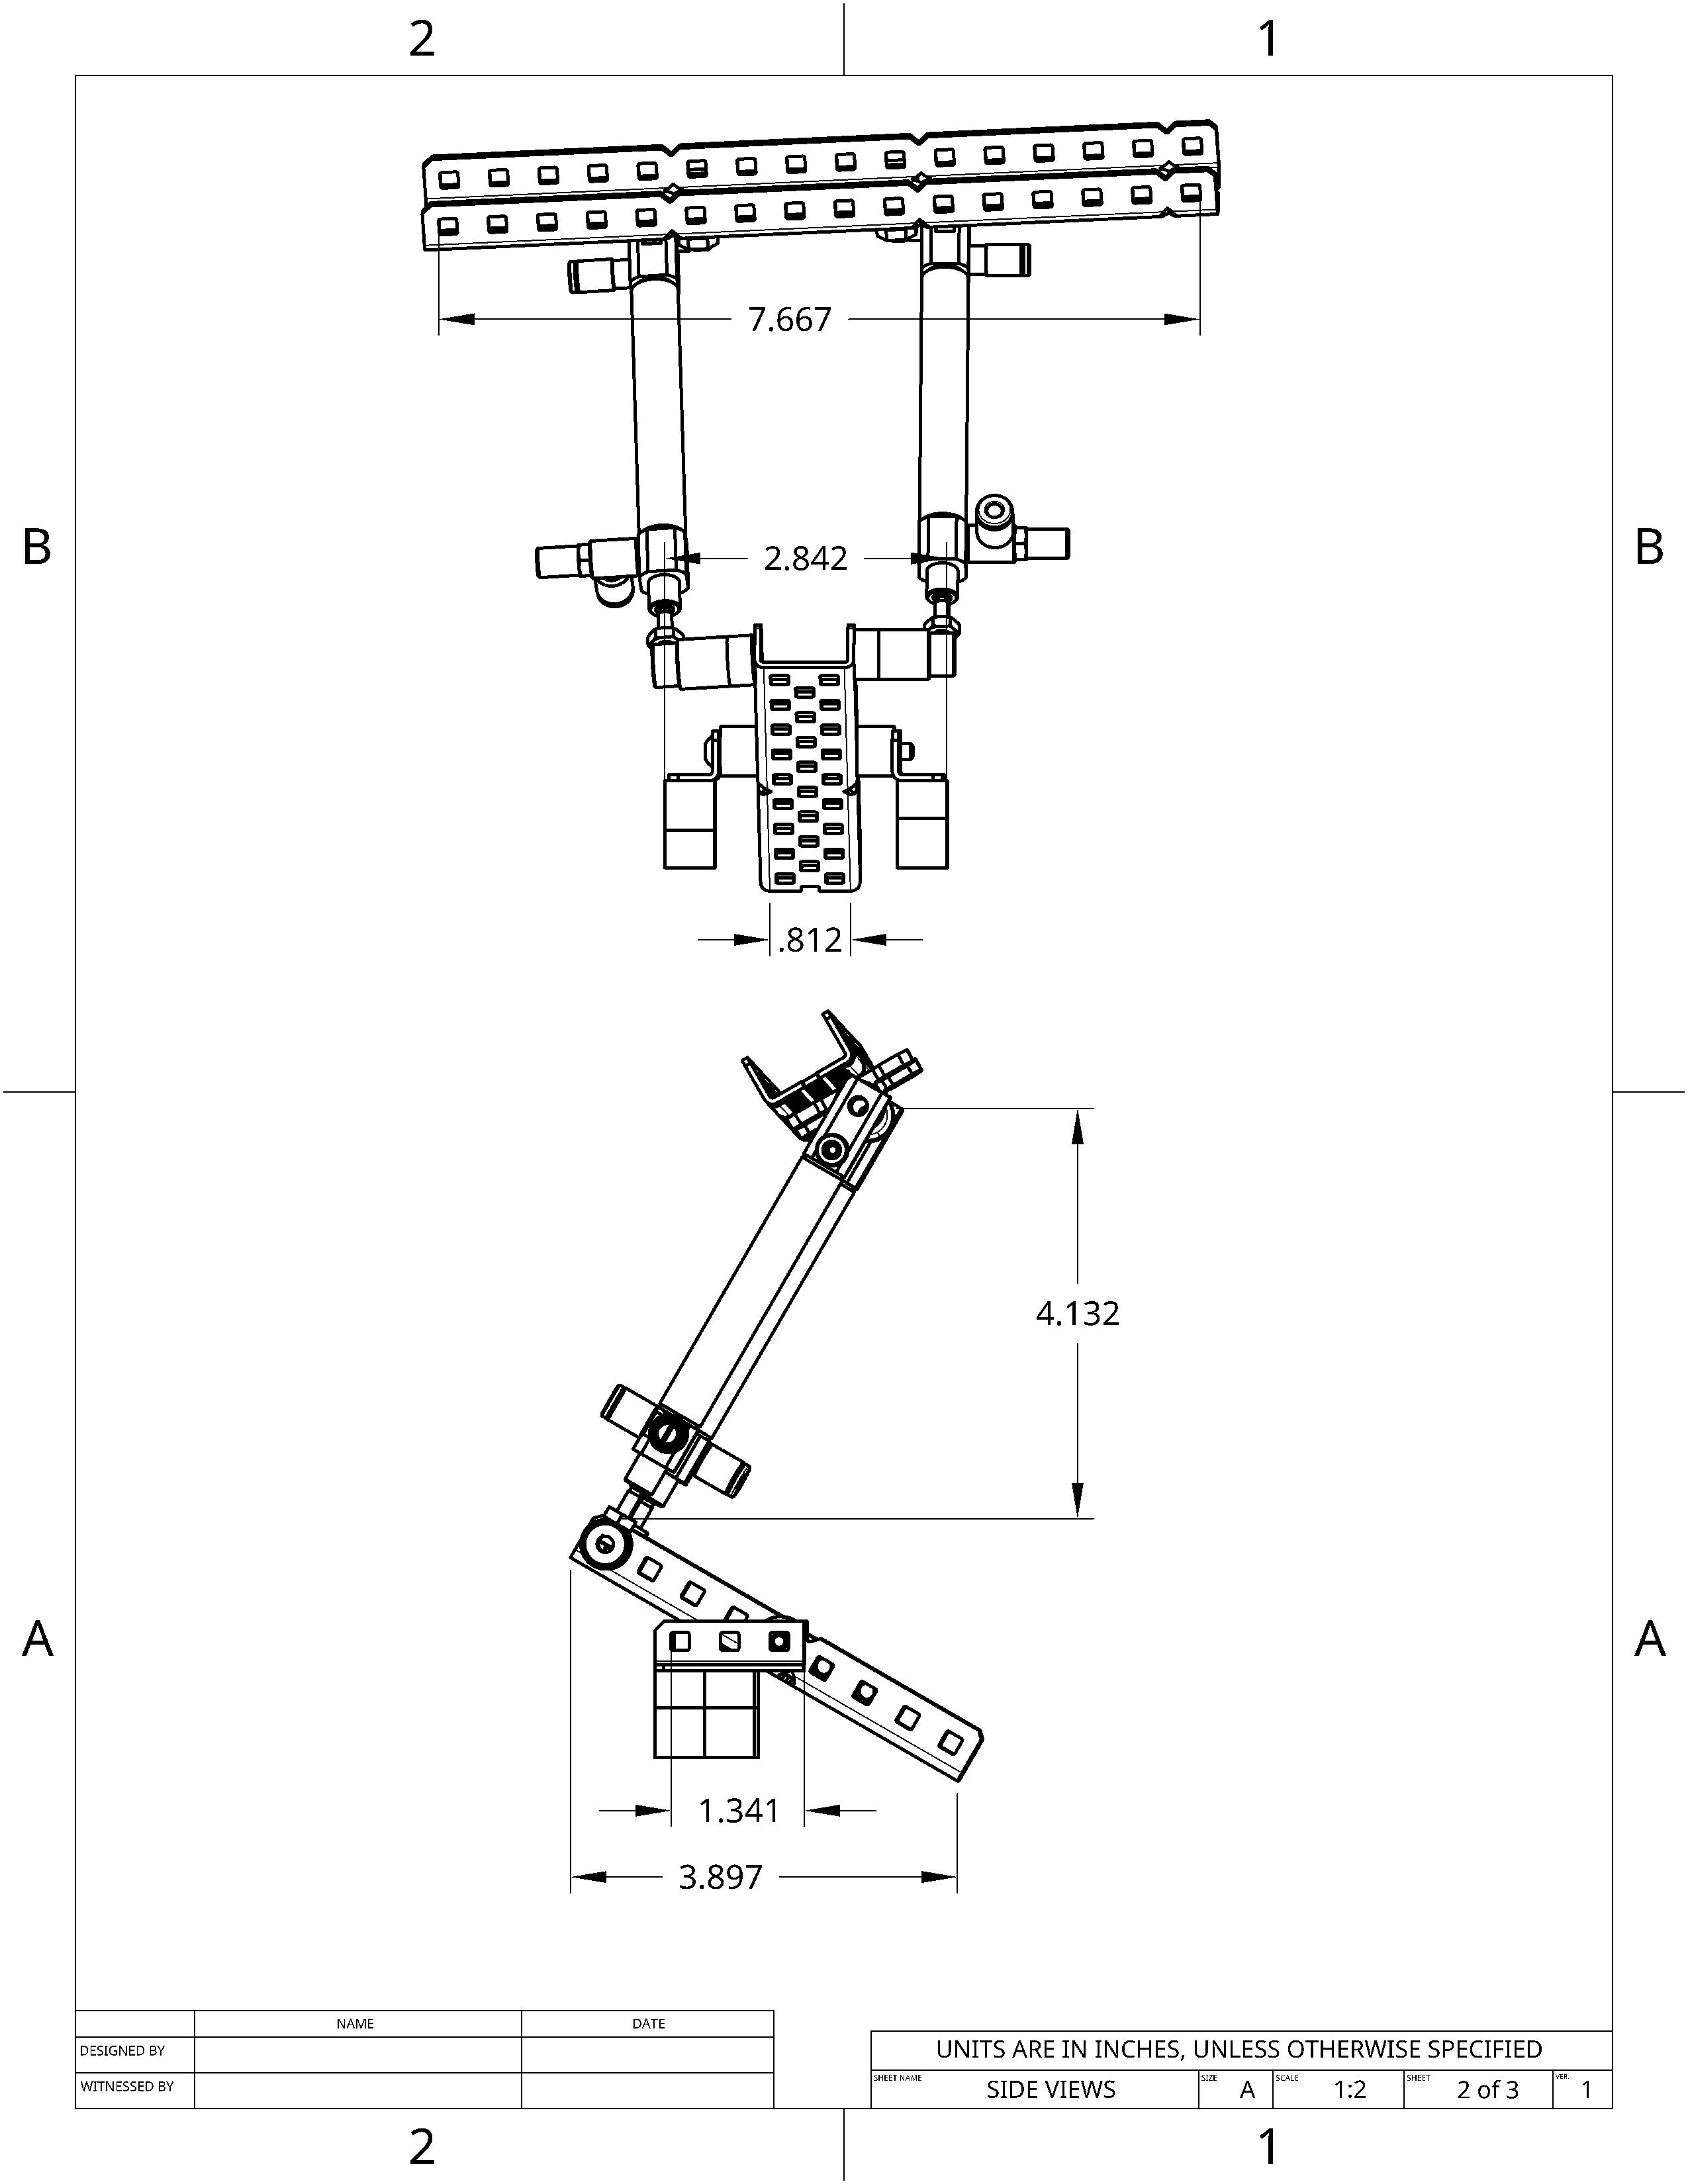 2 1
7.667
B B
2.842
.812
4.132
A A
1.341
3.897
NAME DATE
DESIGNED BY
WITNESSED BY
UNITS ARE IN INCHES, UNLESS OTHERWISE SPECIFIED
SHEET NAME SIDE VIEWS SIZE A SCALE 1:2 SHEET 2 of 3 VER. 1
2 1